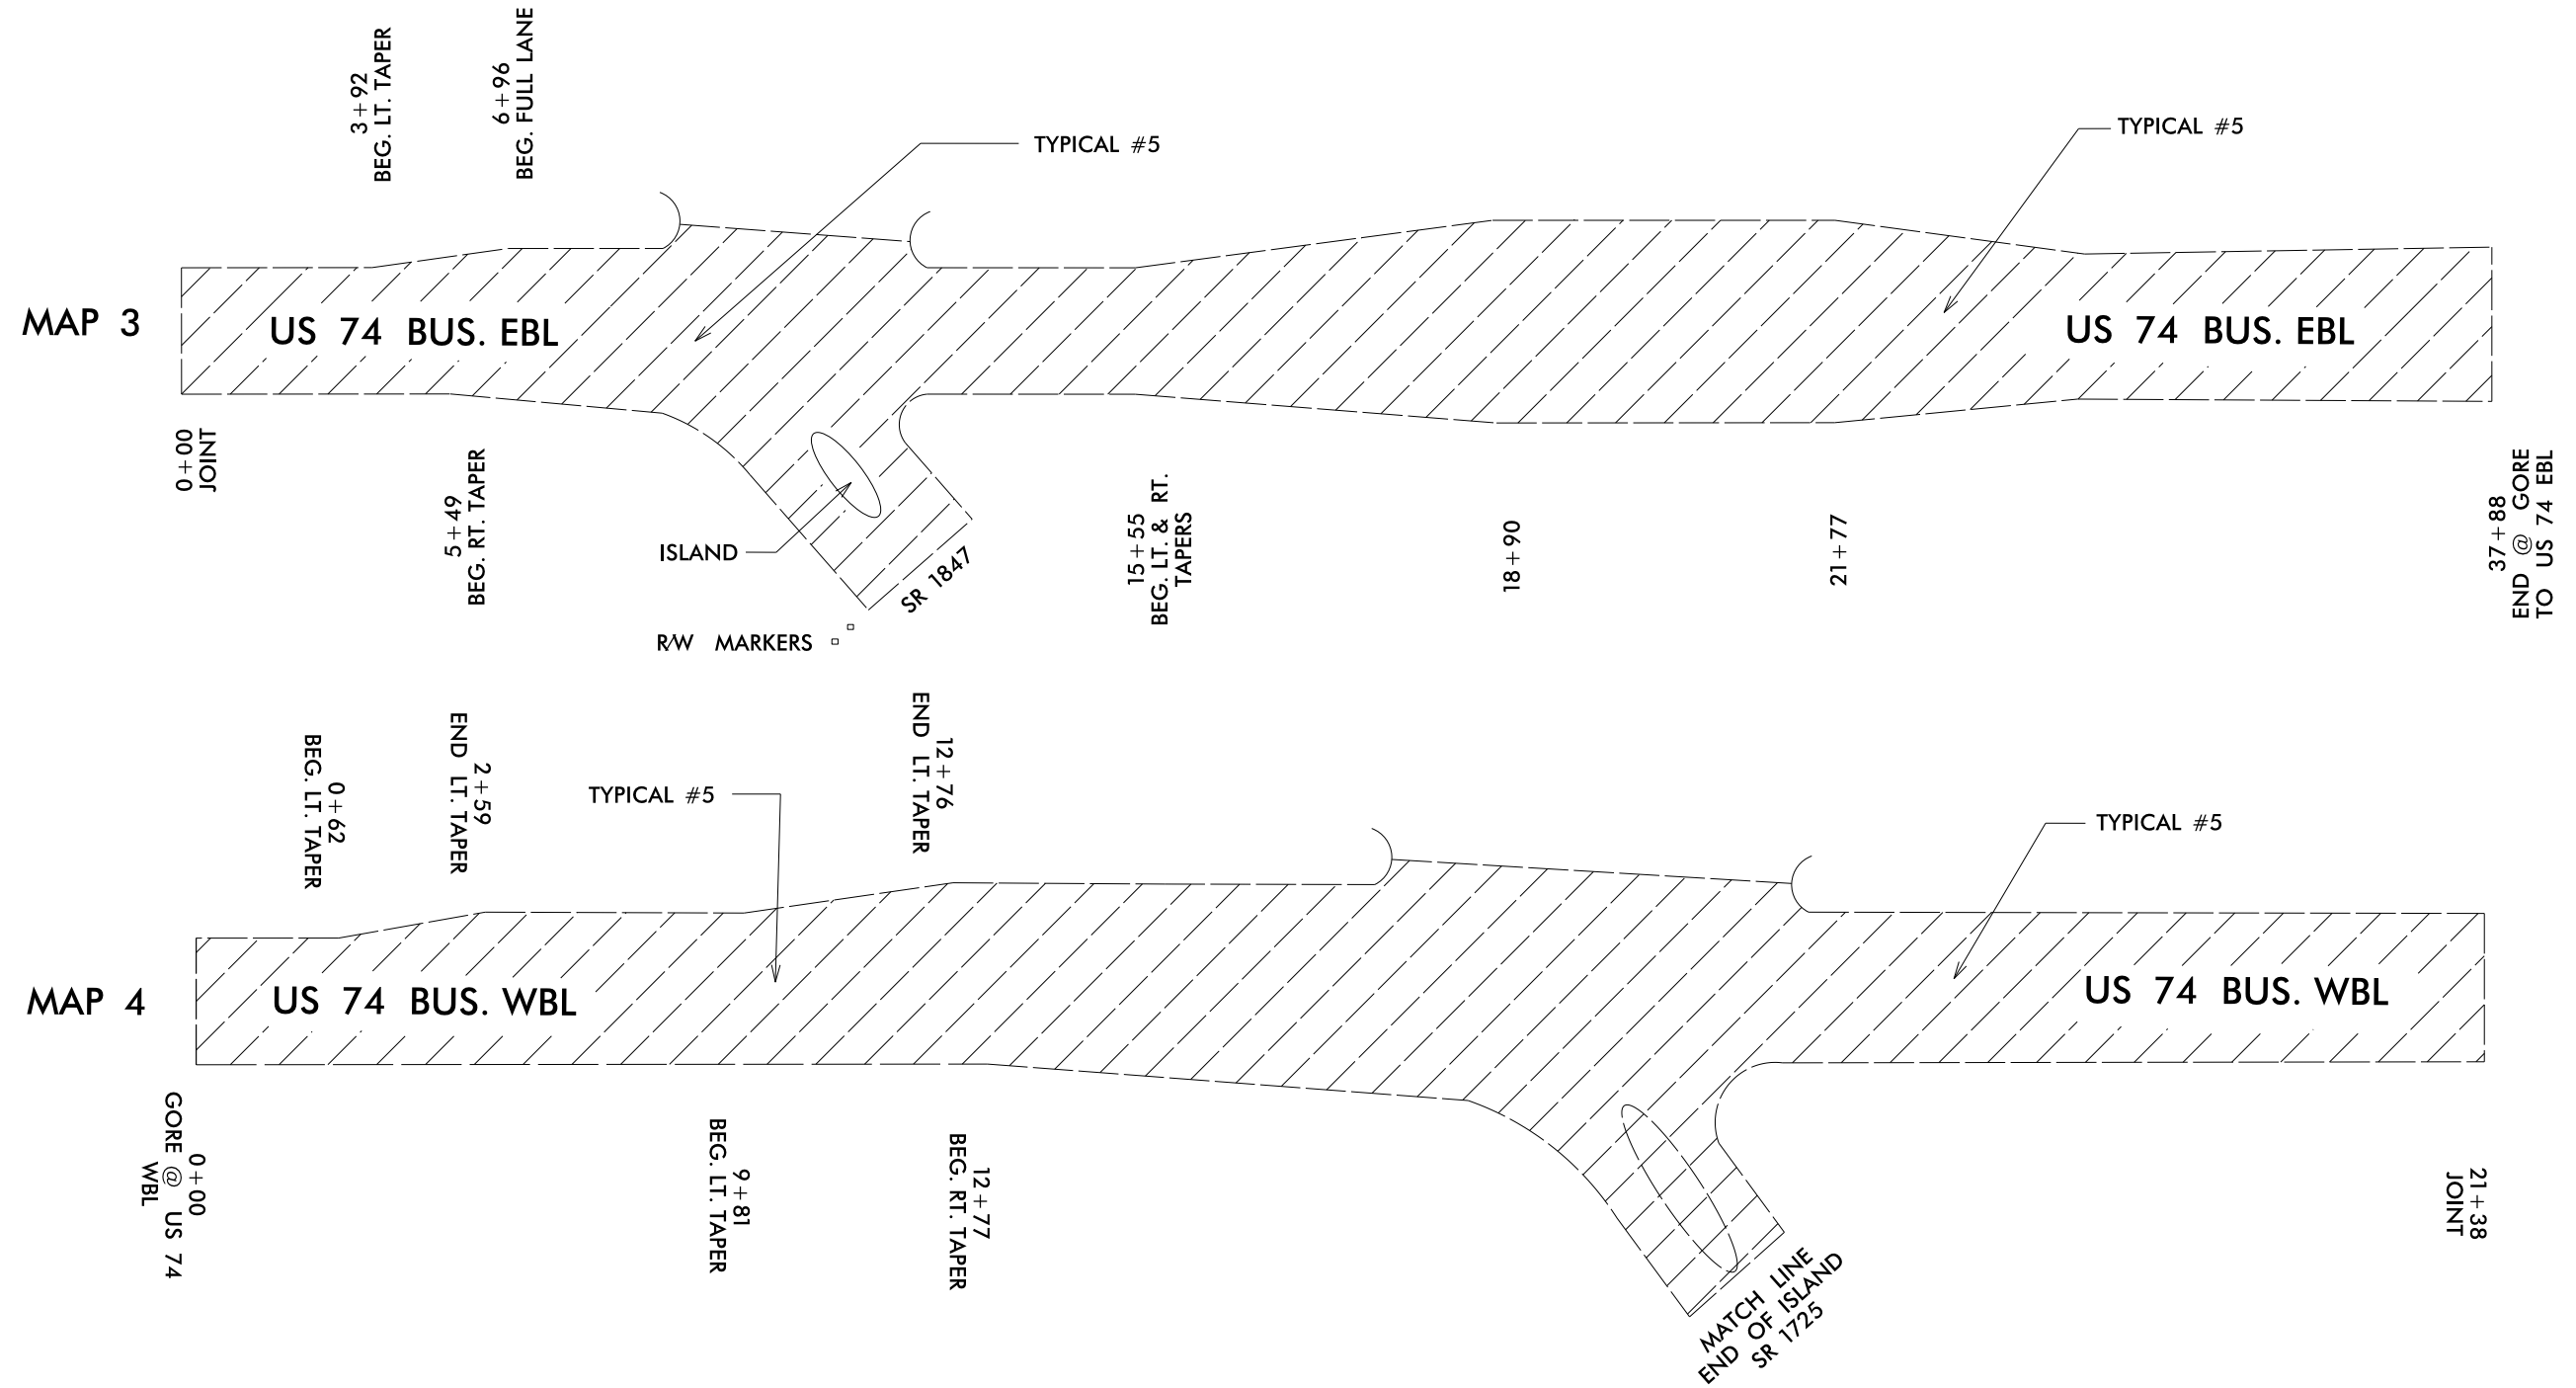 3+92
BEG. LT. TAPER
6+96
BEG. FULL LANE
TYPICAL #5
TYPICAL #5
MAP 3
US 74 BUS. EBL
US 74 BUS. EBL
0+00
JOINT
5+49
BEG. RT. TAPER
ISLAND
SR 1847
R/W MARKERS
15+55
BEG. LT. & RT.
TAPERS
18+90
21+77
37+88
END @ GORE
TO US 74 EBL
0+62
BEG. LT. TAPER
2+59
END LT. TAPER
TYPICAL #5
12+76
END LT. TAPER
TYPICAL #5
MAP 4
US 74 BUS. WBL
US 74 BUS. WBL
0+00
GORE @ US 74
WBL
9+81
BEG. LT. TAPER
12+77
BEG. RT. TAPER
MATCH LINE
END OF ISLAND
SR 1725
21+38
JOINT